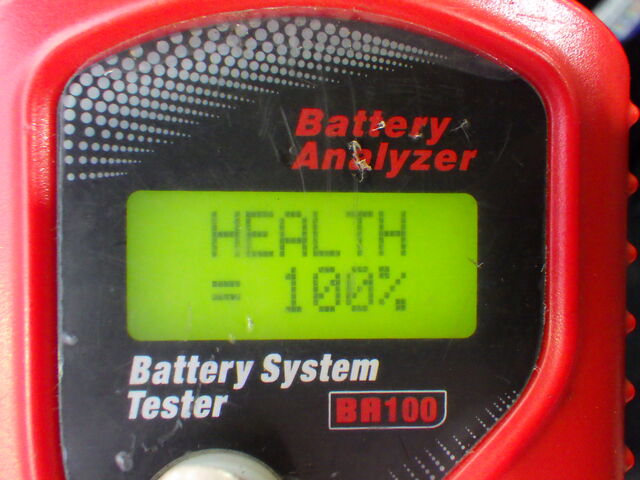 Battery
Analyzer
HEALTH
= 100%
Battery System
Tester
BA100